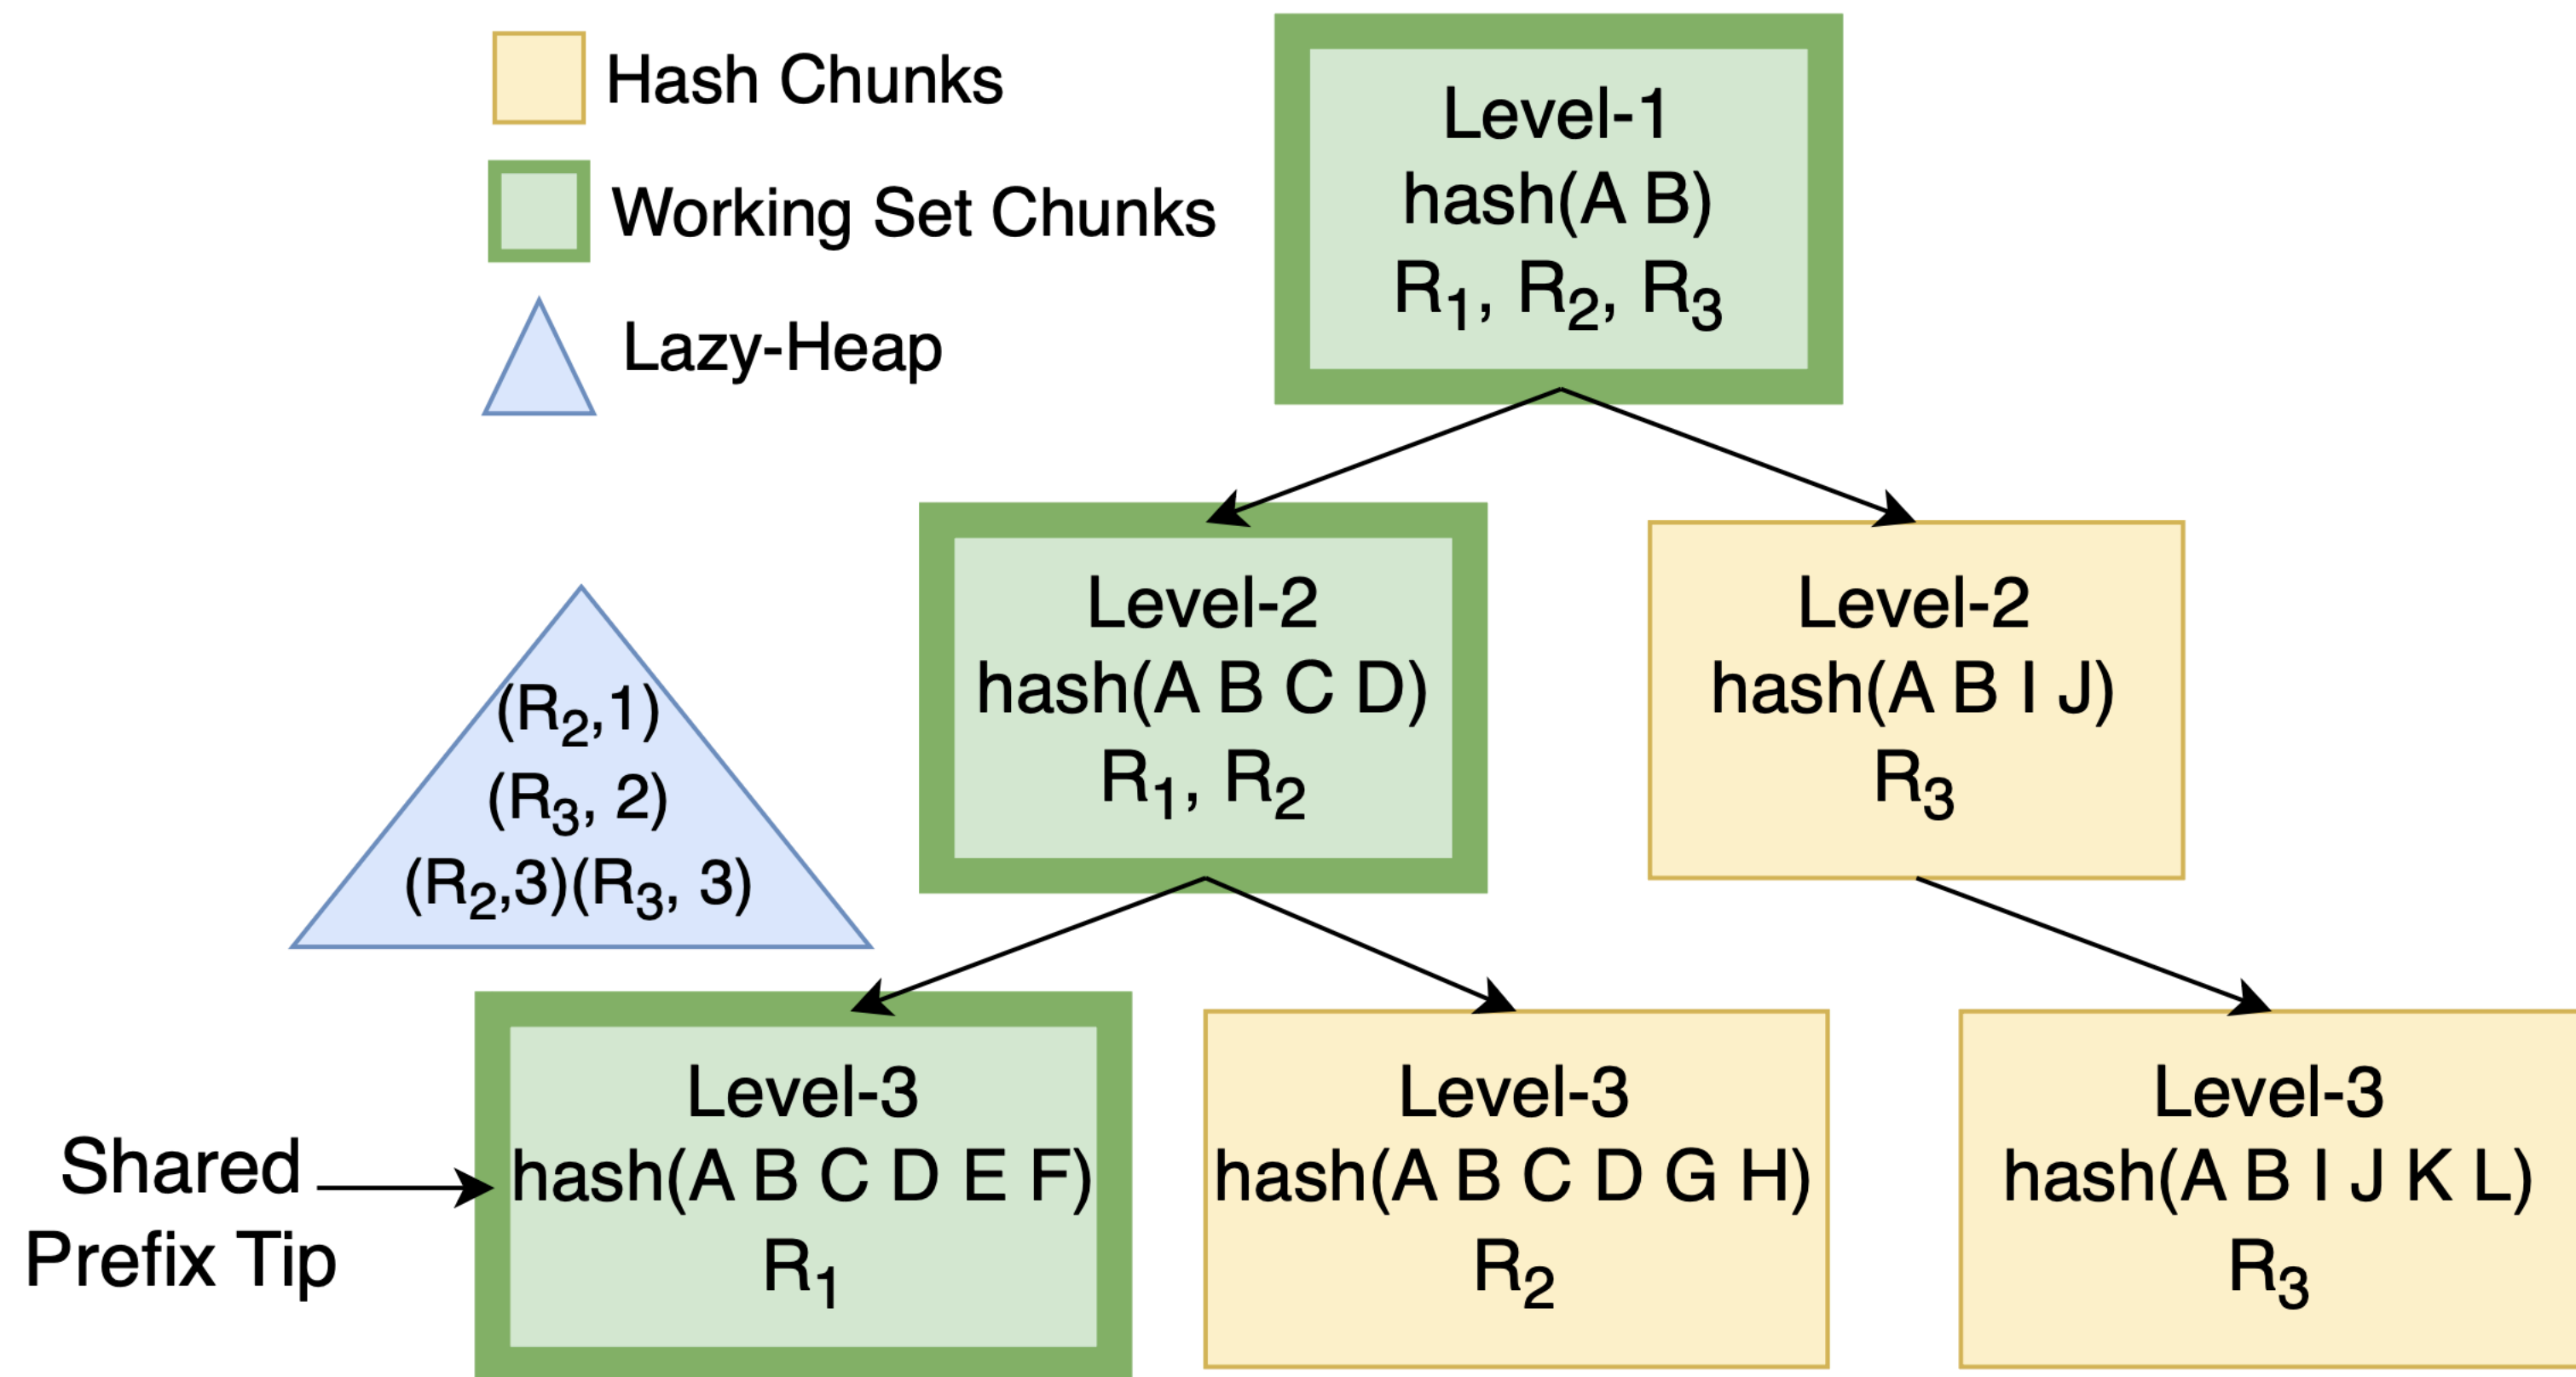 Hash Chunks
Working Set Chunks
Lazy-Heap
Level-1
hash(A B)
R₁, R₂, R₃
Level-2
hash(A B C D)
R₁, R₂
Level-2
hash(A B I J)
R₃
(R₂,1)
(R₃, 2)
(R₂,3)(R₃, 3)
Shared
Prefix Tip
Level-3
hash(A B C D E F)
R₁
Level-3
hash(A B C D G H)
R₂
Level-3
hash(A B I J K L)
R₃